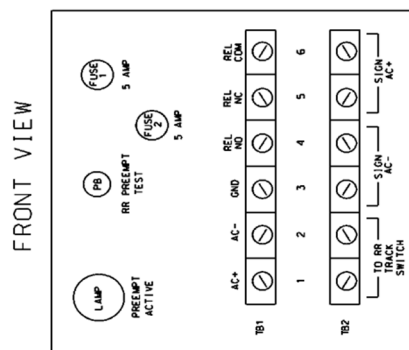 FRONT VIEW
FUSE
1
5 AMP
FUSE
2
5 AMP
PB
RR PREEMPT
TEST
LAMP
PREEMPT
ACTIVE
AC+
AC-
GND
REL
NO
REL
NC
REL
COM
TB1
1
2
3
4
5
6
TB2
TO RR
TRACK
SWITCH
SIGN
AC-
SIGN
AC+